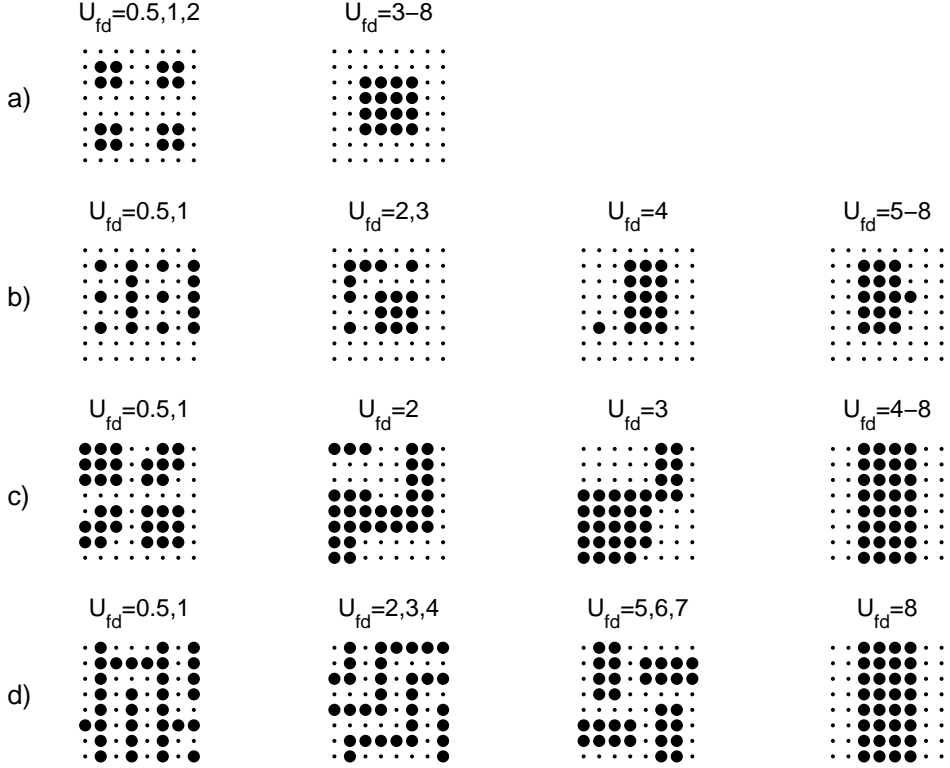 U_fd=0.5,1,2 U_fd=3−8
a)
U_fd=0.5,1 U_fd=2,3 U_fd=4 U_fd=5−8
b)
U_fd=0.5,1 U_fd=2 U_fd=3 U_fd=4−8
c)
U_fd=0.5,1 U_fd=2,3,4 U_fd=5,6,7 U_fd=8
d)